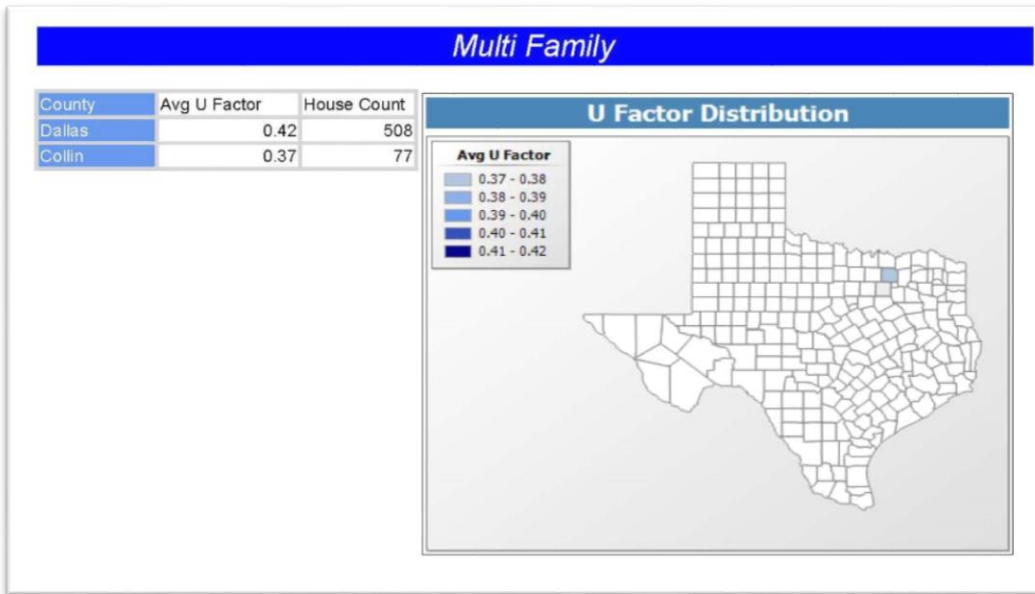 Multi Family
County Avg U Factor House Count
Dallas 0.42 508
Collin 0.37 77
U Factor Distribution
Avg U Factor
0.37 - 0.38
0.38 - 0.39
0.39 - 0.40
0.40 - 0.41
0.41 - 0.42